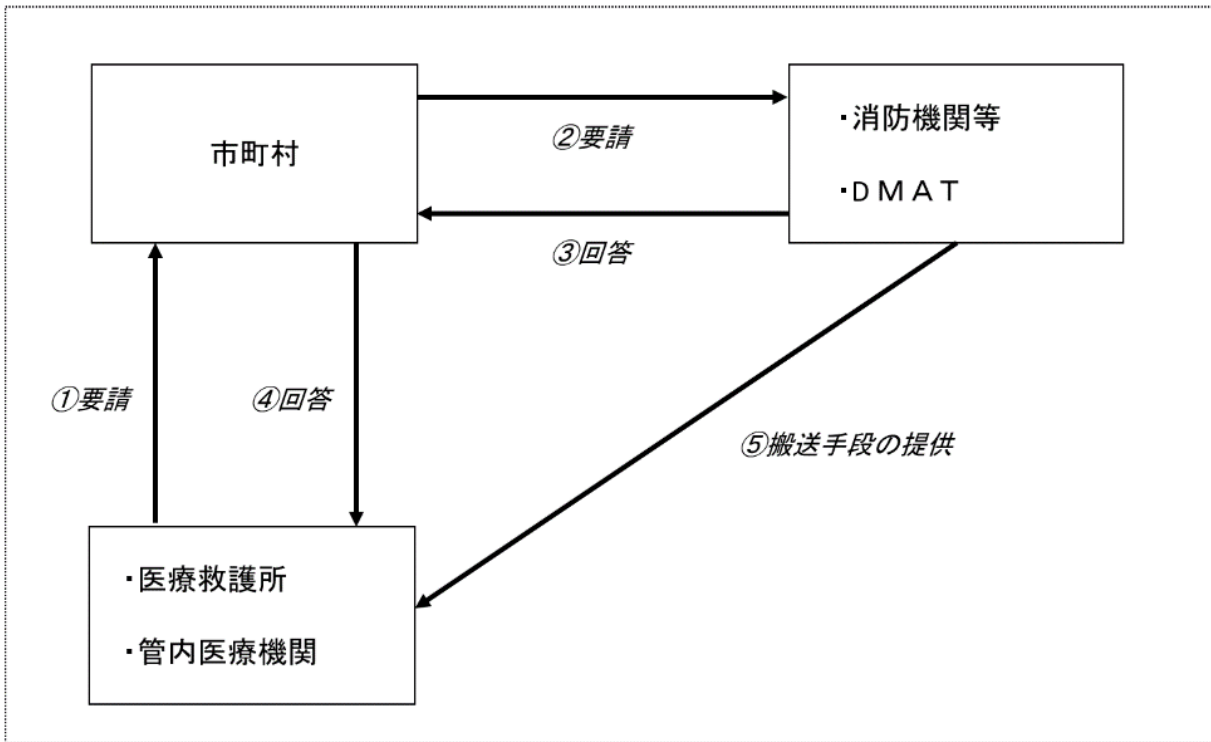 市町村
②要請
・消防機関等
・DMAT
③回答
①要請
④回答
⑤搬送手段の提供
・医療救護所
・管内医療機関